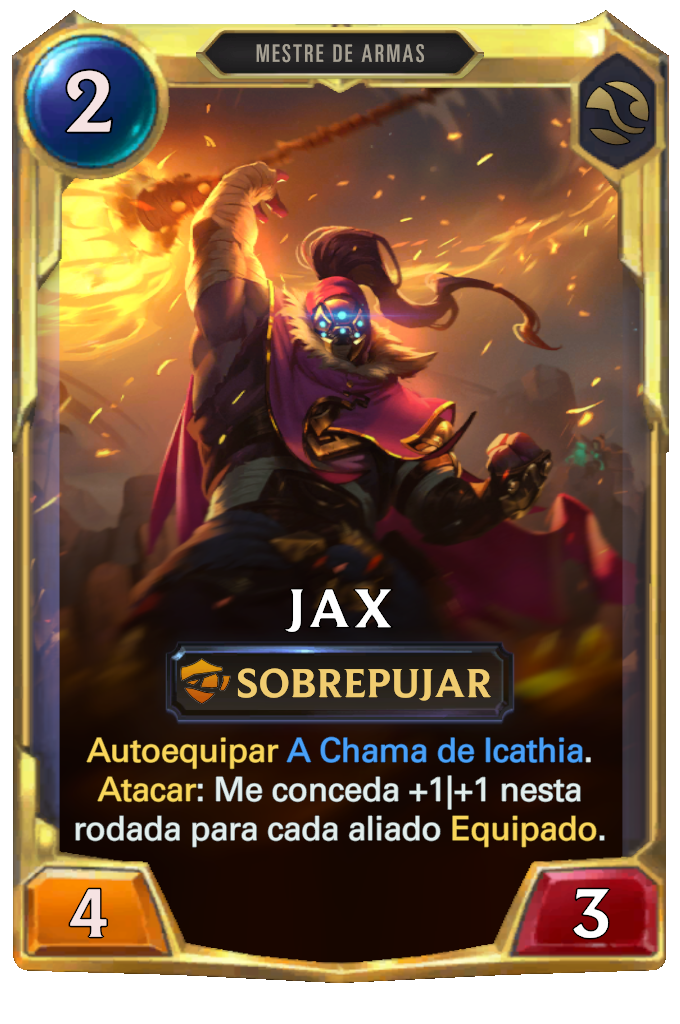 MESTRE DE ARMAS
2
JAX
SOBREPUJAR
Autoequipar A Chama de Icathia.
Atacar: Me conceda +1|+1 nesta
rodada para cada aliado Equipado.
4
3